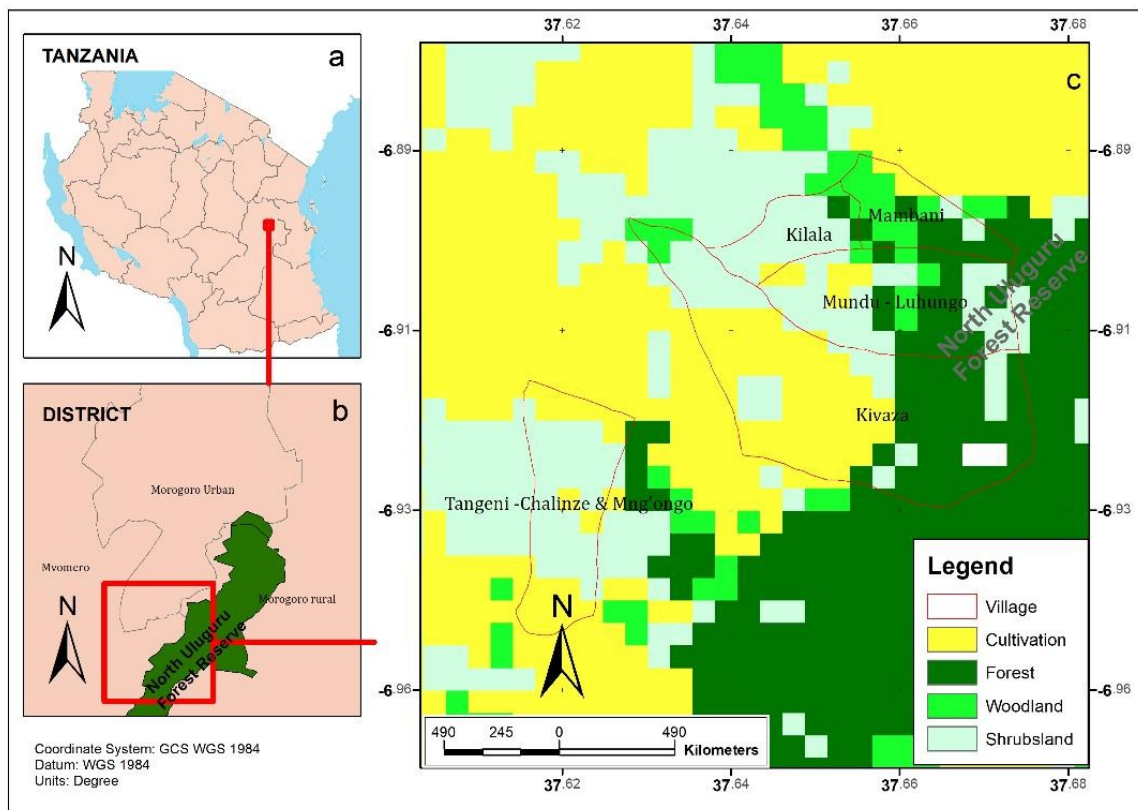 TANZANIA
a
N
DISTRICT
b
Morogoro Urban
Mvomero
Morogoro rural
North Uluguru
Forest Reserve
N
Coordinate System: GCS WGS 1984
Datum: WGS 1984
Units: Degree
37.62 37.64 37.66 37.68
c
-6.89 -6.89
Mambani
Kilala
Mundu - Luhungo
North Uluguru
Forest Reserve
-6.91 -6.91
Kivaza
Tangeni -Chalinze & Mng'ongo
-6.93 -6.93
N
-6.96 -6.96
490 245 0 490
Kilometers
Legend
Village
Cultivation
Forest
Woodland
Shrubsland
37.62 37.64 37.66 37.68